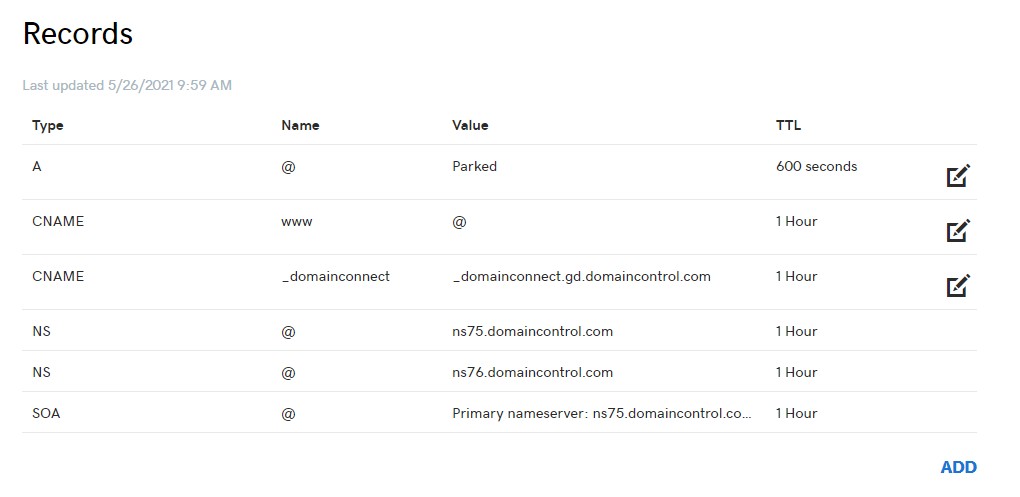 Records
Last updated 5/26/2021 9:59 AM
Type Name Value TTL
A @ Parked 600 seconds
CNAME www @ 1 Hour
CNAME _domainconnect _domainconnect.gd.domaincontrol.com 1 Hour
NS @ ns75.domaincontrol.com 1 Hour
NS @ ns76.domaincontrol.com 1 Hour
SOA @ Primary nameserver: ns75.domaincontrol.co... 1 Hour
ADD